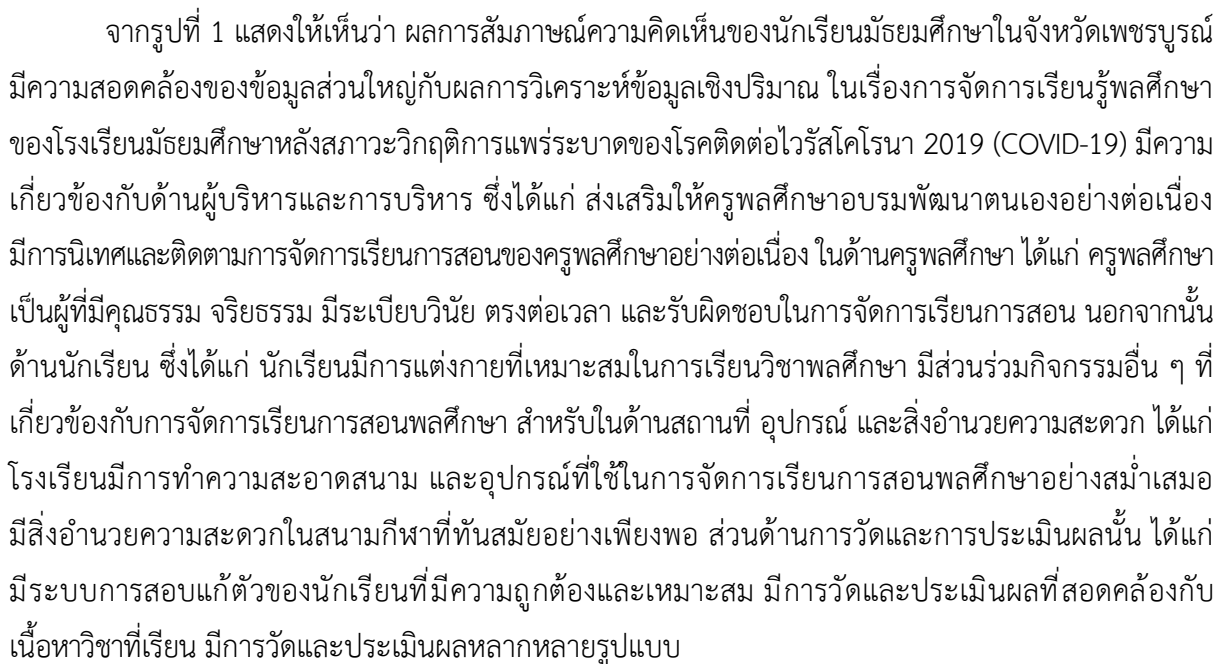 จากรูปที่ 1 แสดงให้เห็นว่า ผลการสัมภาษณ์ความคิดเห็นของนักเรียนมัธยมศึกษาในจังหวัดเพชรบูรณ์
มีความสอดคล้องของข้อมูลส่วนใหญ่กับผลการวิเคราะห์ข้อมูลเชิงปริมาณ ในเรื่องการจัดการเรียนรู้พลศึกษา
ของโรงเรียนมัธยมศึกษาหลังสภาวะวิกฤติการแพร่ระบาดของโรคติดต่อไวรัสโคโรนา 2019 (COVID-19) มีความ
เกี่ยวข้องกับด้านผู้บริหารและการบริหาร ซึ่งได้แก่ ส่งเสริมให้ครูพลศึกษาอบรมพัฒนาตนเองอย่างต่อเนื่อง
มีการนิเทศและติดตามการจัดการเรียนการสอนของครูพลศึกษาอย่างต่อเนื่อง ในด้านครูพลศึกษา ได้แก่ ครูพลศึกษา
เป็นผู้ที่มีคุณธรรม จริยธรรม มีระเบียบวินัย ตรงต่อเวลา และรับผิดชอบในการจัดการเรียนการสอน นอกจากนั้น
ด้านนักเรียน ซึ่งได้แก่ นักเรียนมีการแต่งกายที่เหมาะสมในการเรียนวิชาพลศึกษา มีส่วนร่วมกิจกรรมอื่น ๆ ที่
เกี่ยวข้องกับการจัดการเรียนการสอนพลศึกษา สำหรับในด้านสถานที่ อุปกรณ์ และสิ่งอำนวยความสะดวก ได้แก่
โรงเรียนมีการทำความสะอาดสนาม และอุปกรณ์ที่ใช้ในการจัดการเรียนการสอนพลศึกษาอย่างสม่ำเสมอ
มีสิ่งอำนวยความสะดวกในสนามกีฬาที่ทันสมัยอย่างเพียงพอ ส่วนด้านการวัดและการประเมินผลนั้น ได้แก่
มีระบบการสอบแก้ตัวของนักเรียนที่มีความถูกต้องและเหมาะสม มีการวัดและประเมินผลที่สอดคล้องกับ
เนื้อหาวิชาที่เรียน มีการวัดและประเมินผลหลากหลายรูปแบบ